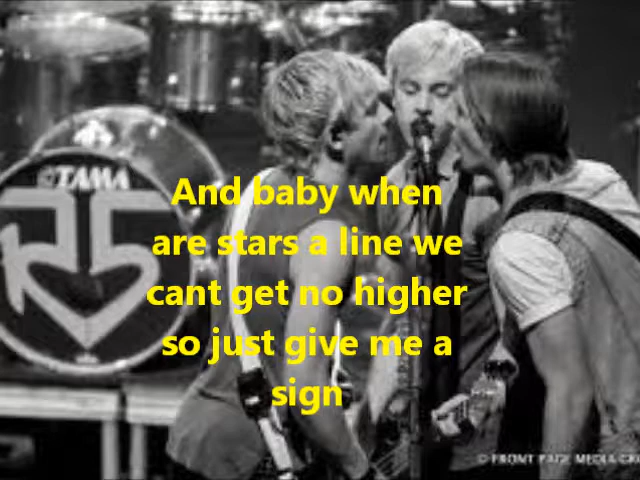 TAMA
R5
And baby when
are stars a line we
cant get no higher
so just give me a
sign
© FRONT PAGE MEDIA